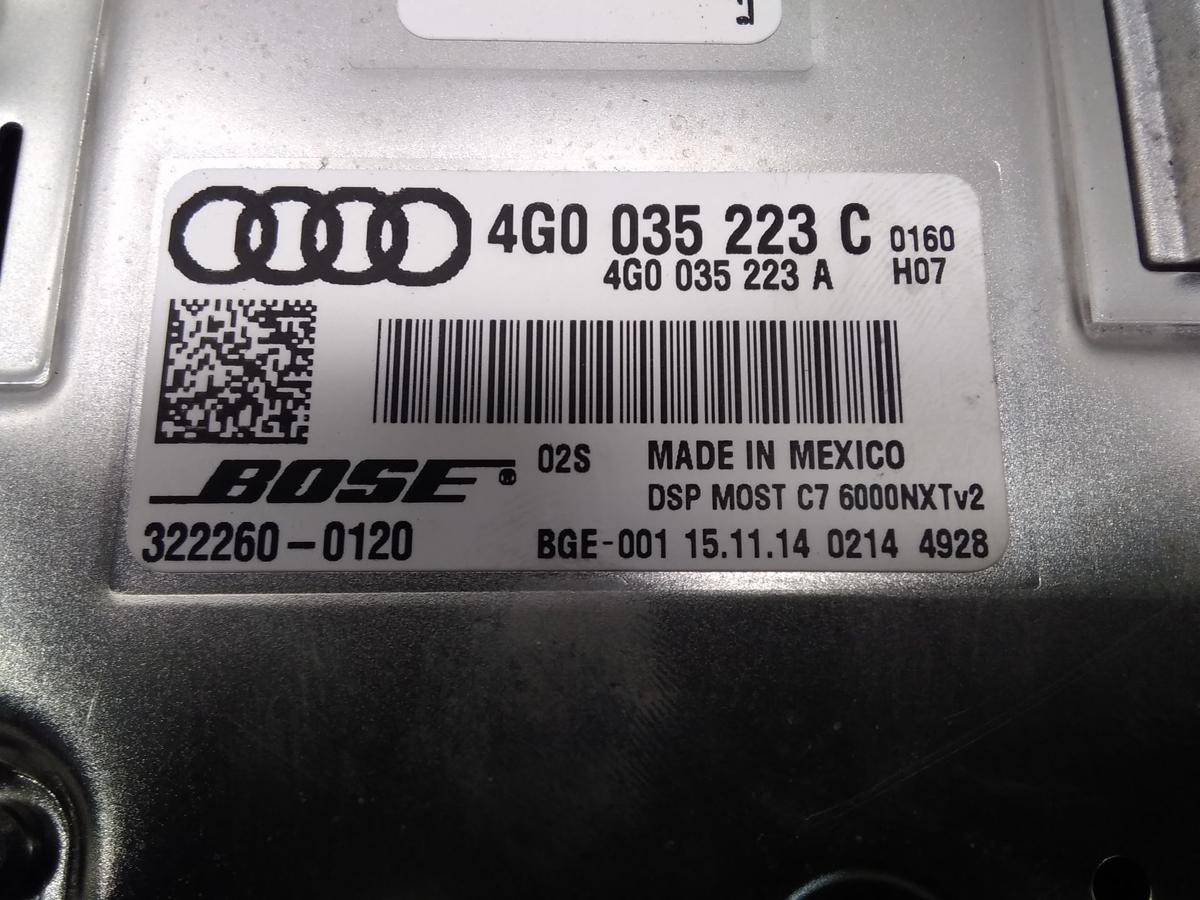 4G0 035 223 C 0160
4G0 035 223 A H07
BOSE 02S MADE IN MEXICO
DSP MOST C7 6000NXTv2
322260-0120 BGE-001 15.11.14 0214 4928